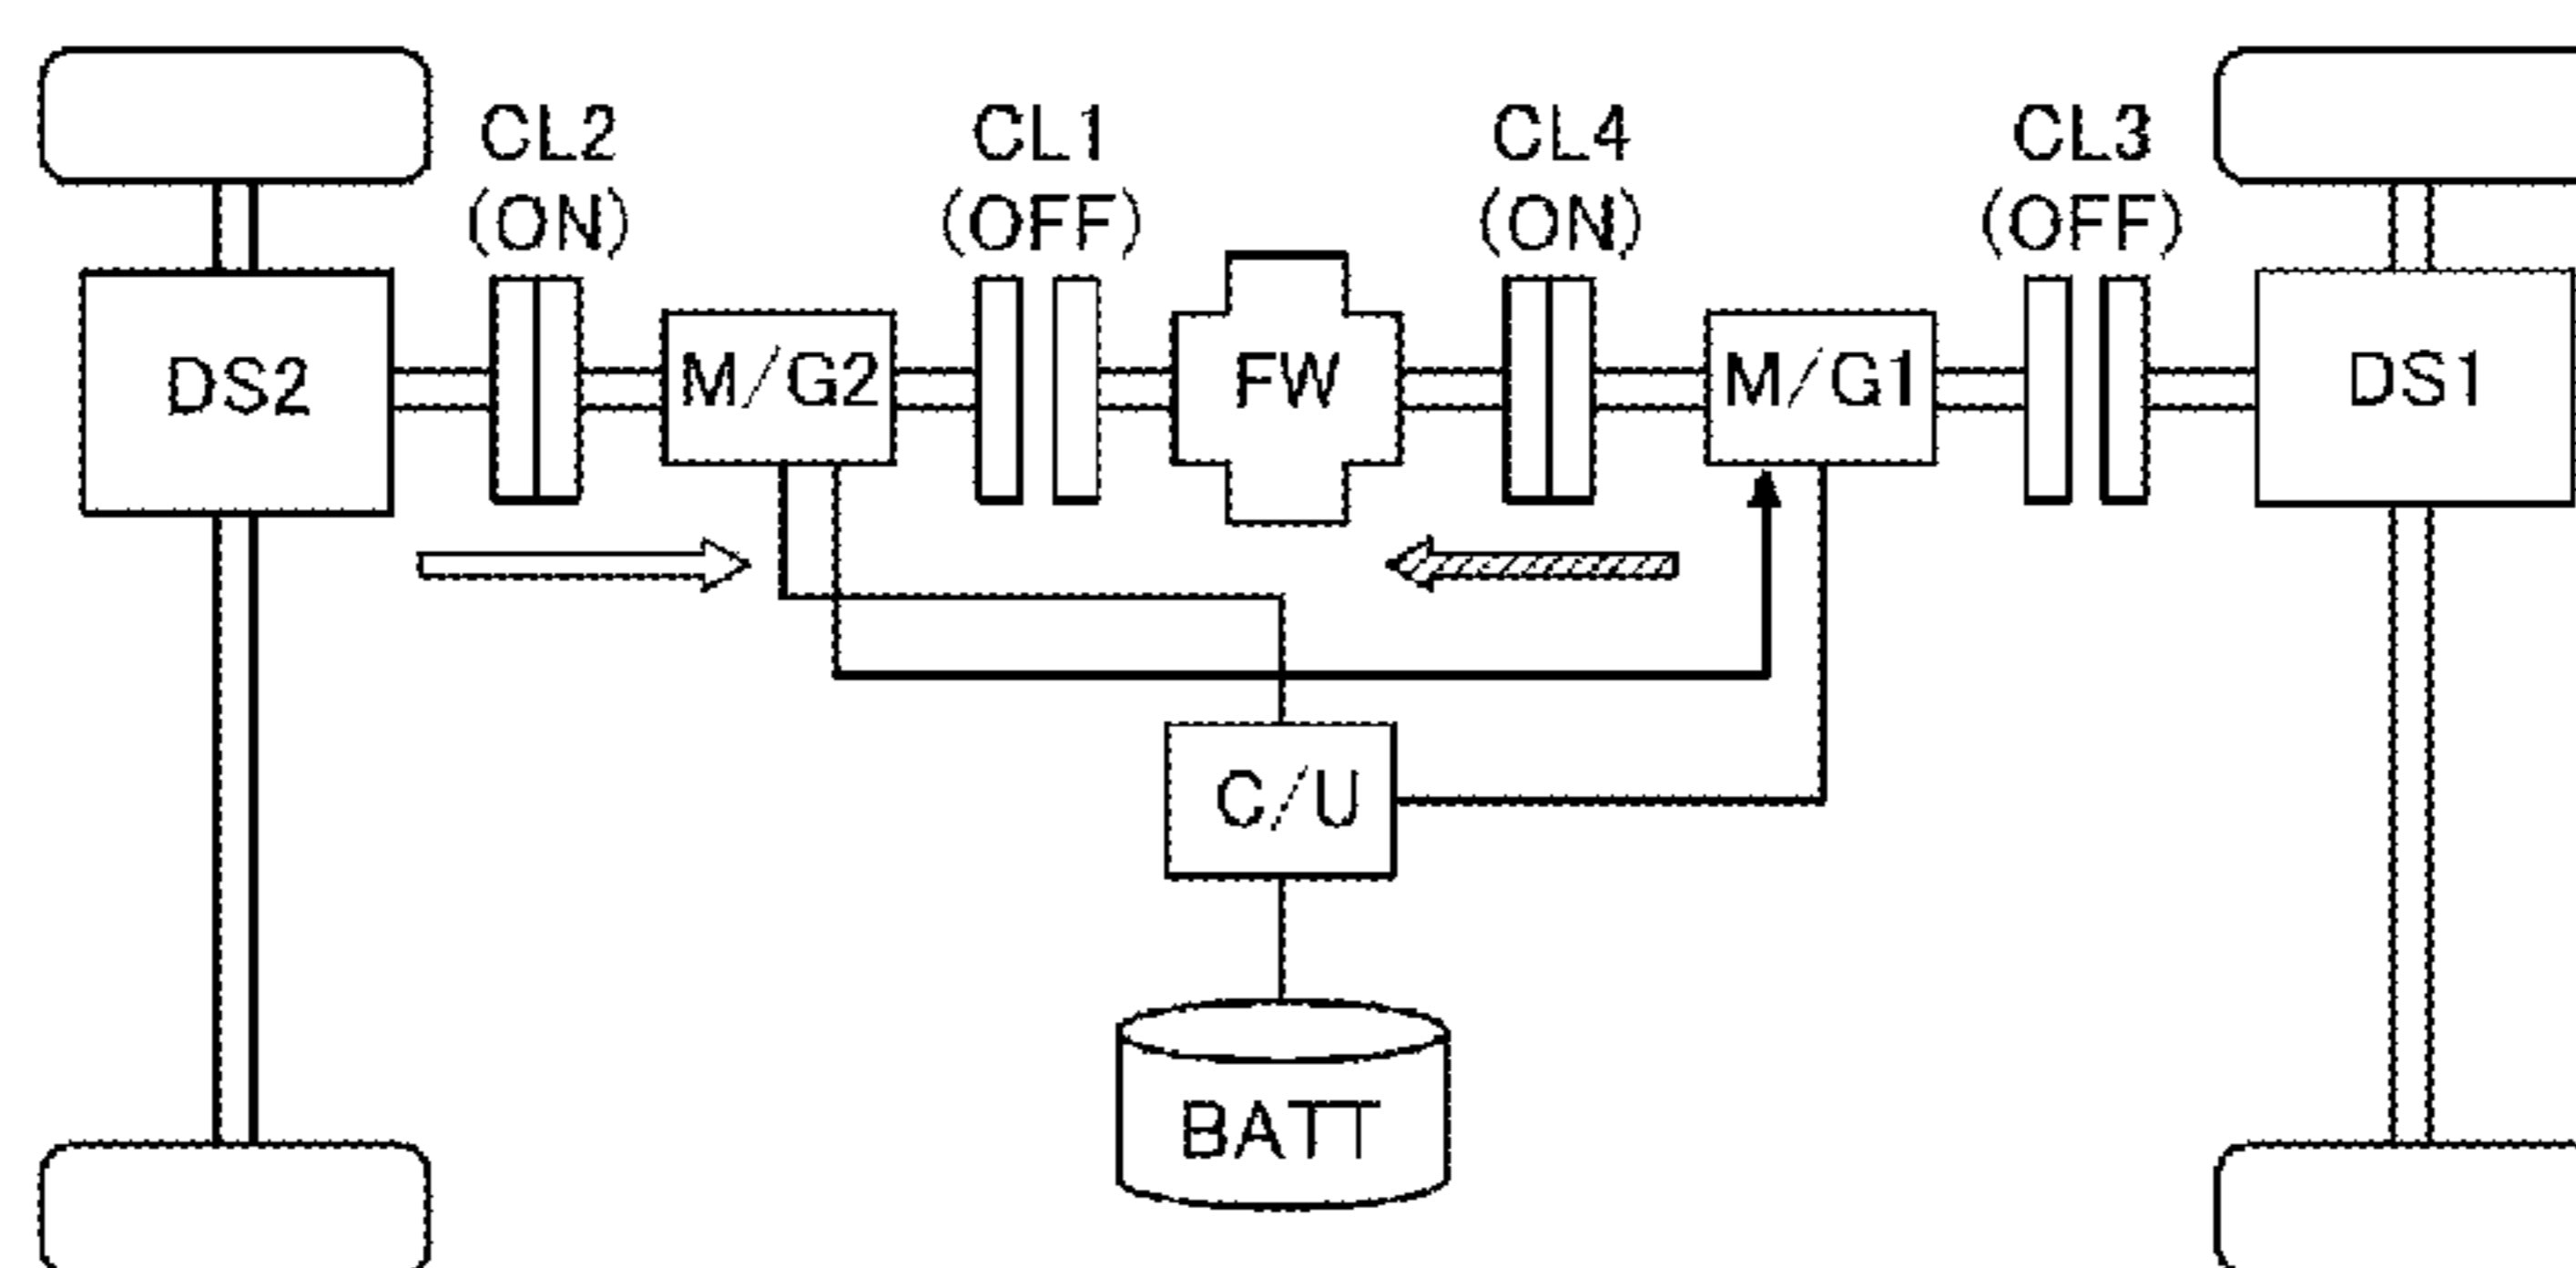 CL2
(ON)
CL1
(OFF)
CL4
(ON)
CL3
(OFF)
DS2
M/G2
FW
M/G1
DS1
C/U
BATT